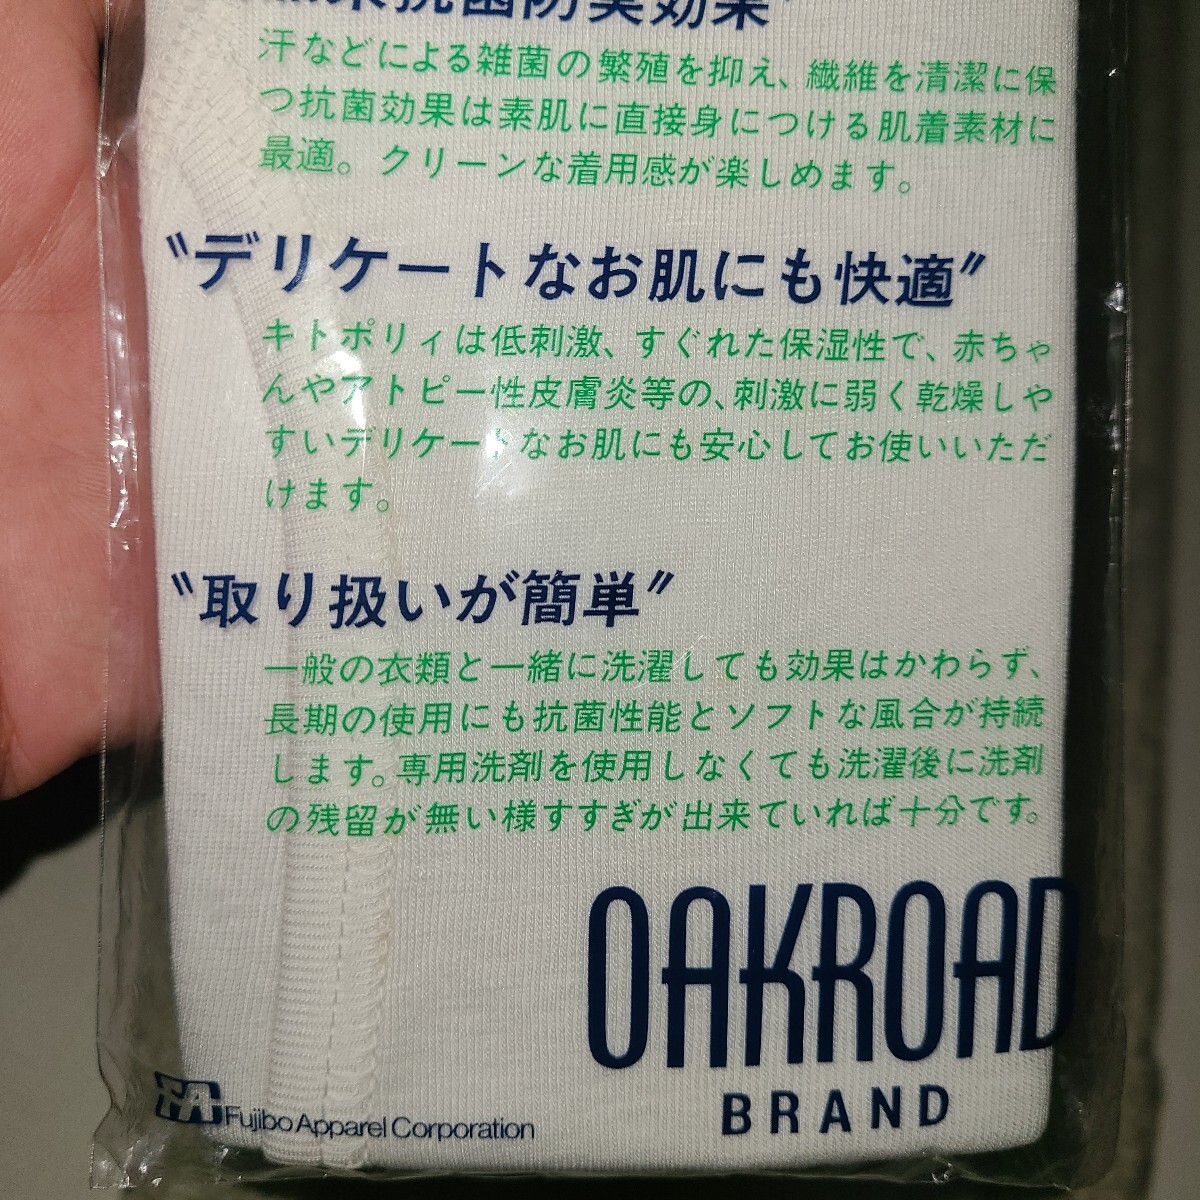 抗菌防臭効果"
汗などによる雑菌の繁殖を抑え、繊維を清潔に保
つ抗菌効果は素肌に直接身につける肌着素材に
最適。クリーンな着用感が楽しめます。
"デリケートなお肌にも快適"
キトポリィは低刺激、すぐれた保湿性で、赤ちゃ
んやアトピー性皮膚炎等の、刺激に弱く乾燥しや
すいデリケートなお肌にも安心してお使いいただ
けます。
"取り扱いが簡単"
一般の衣類と一緒に洗濯しても効果はかわらず、
長期の使用にも抗菌性能とソフトな風合が持続
します。専用洗剤を使用しなくても洗濯後に洗剤
の残留が無い様すすぎが出来ていれば十分です。
OAKROAD
BRAND
FA Fujibo Apparel Corporation